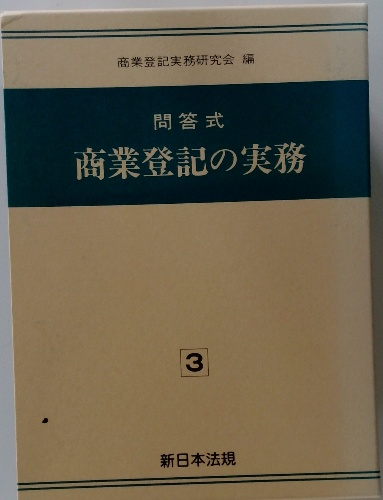 商業登記実務研究会 編
問答式
商業登記の実務
3
新日本法規